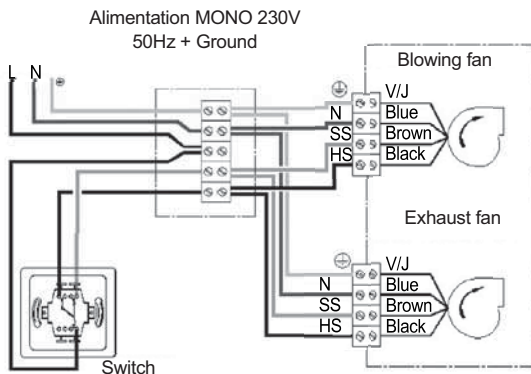 Alimentation MONO 230V
50Hz + Ground
L N
Blowing fan
V/J
N Blue
SS Brown
HS Black
Exhaust fan
V/J
N Blue
SS Brown
HS Black
Switch